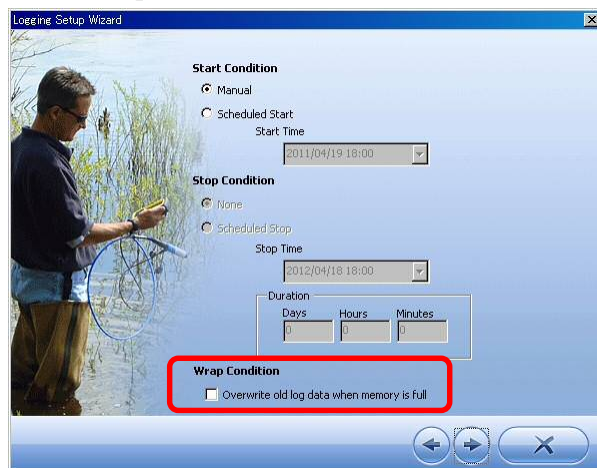 Logging Setup Wizard
Start Condition
Manual
Scheduled Start
Start Time
2011/04/19 18:00
Stop Condition
None
Scheduled Stop
Stop Time
2012/04/18 18:00
Duration
Days Hours Minutes
0 0 0
Wrap Condition
Overwrite old log data when memory is full